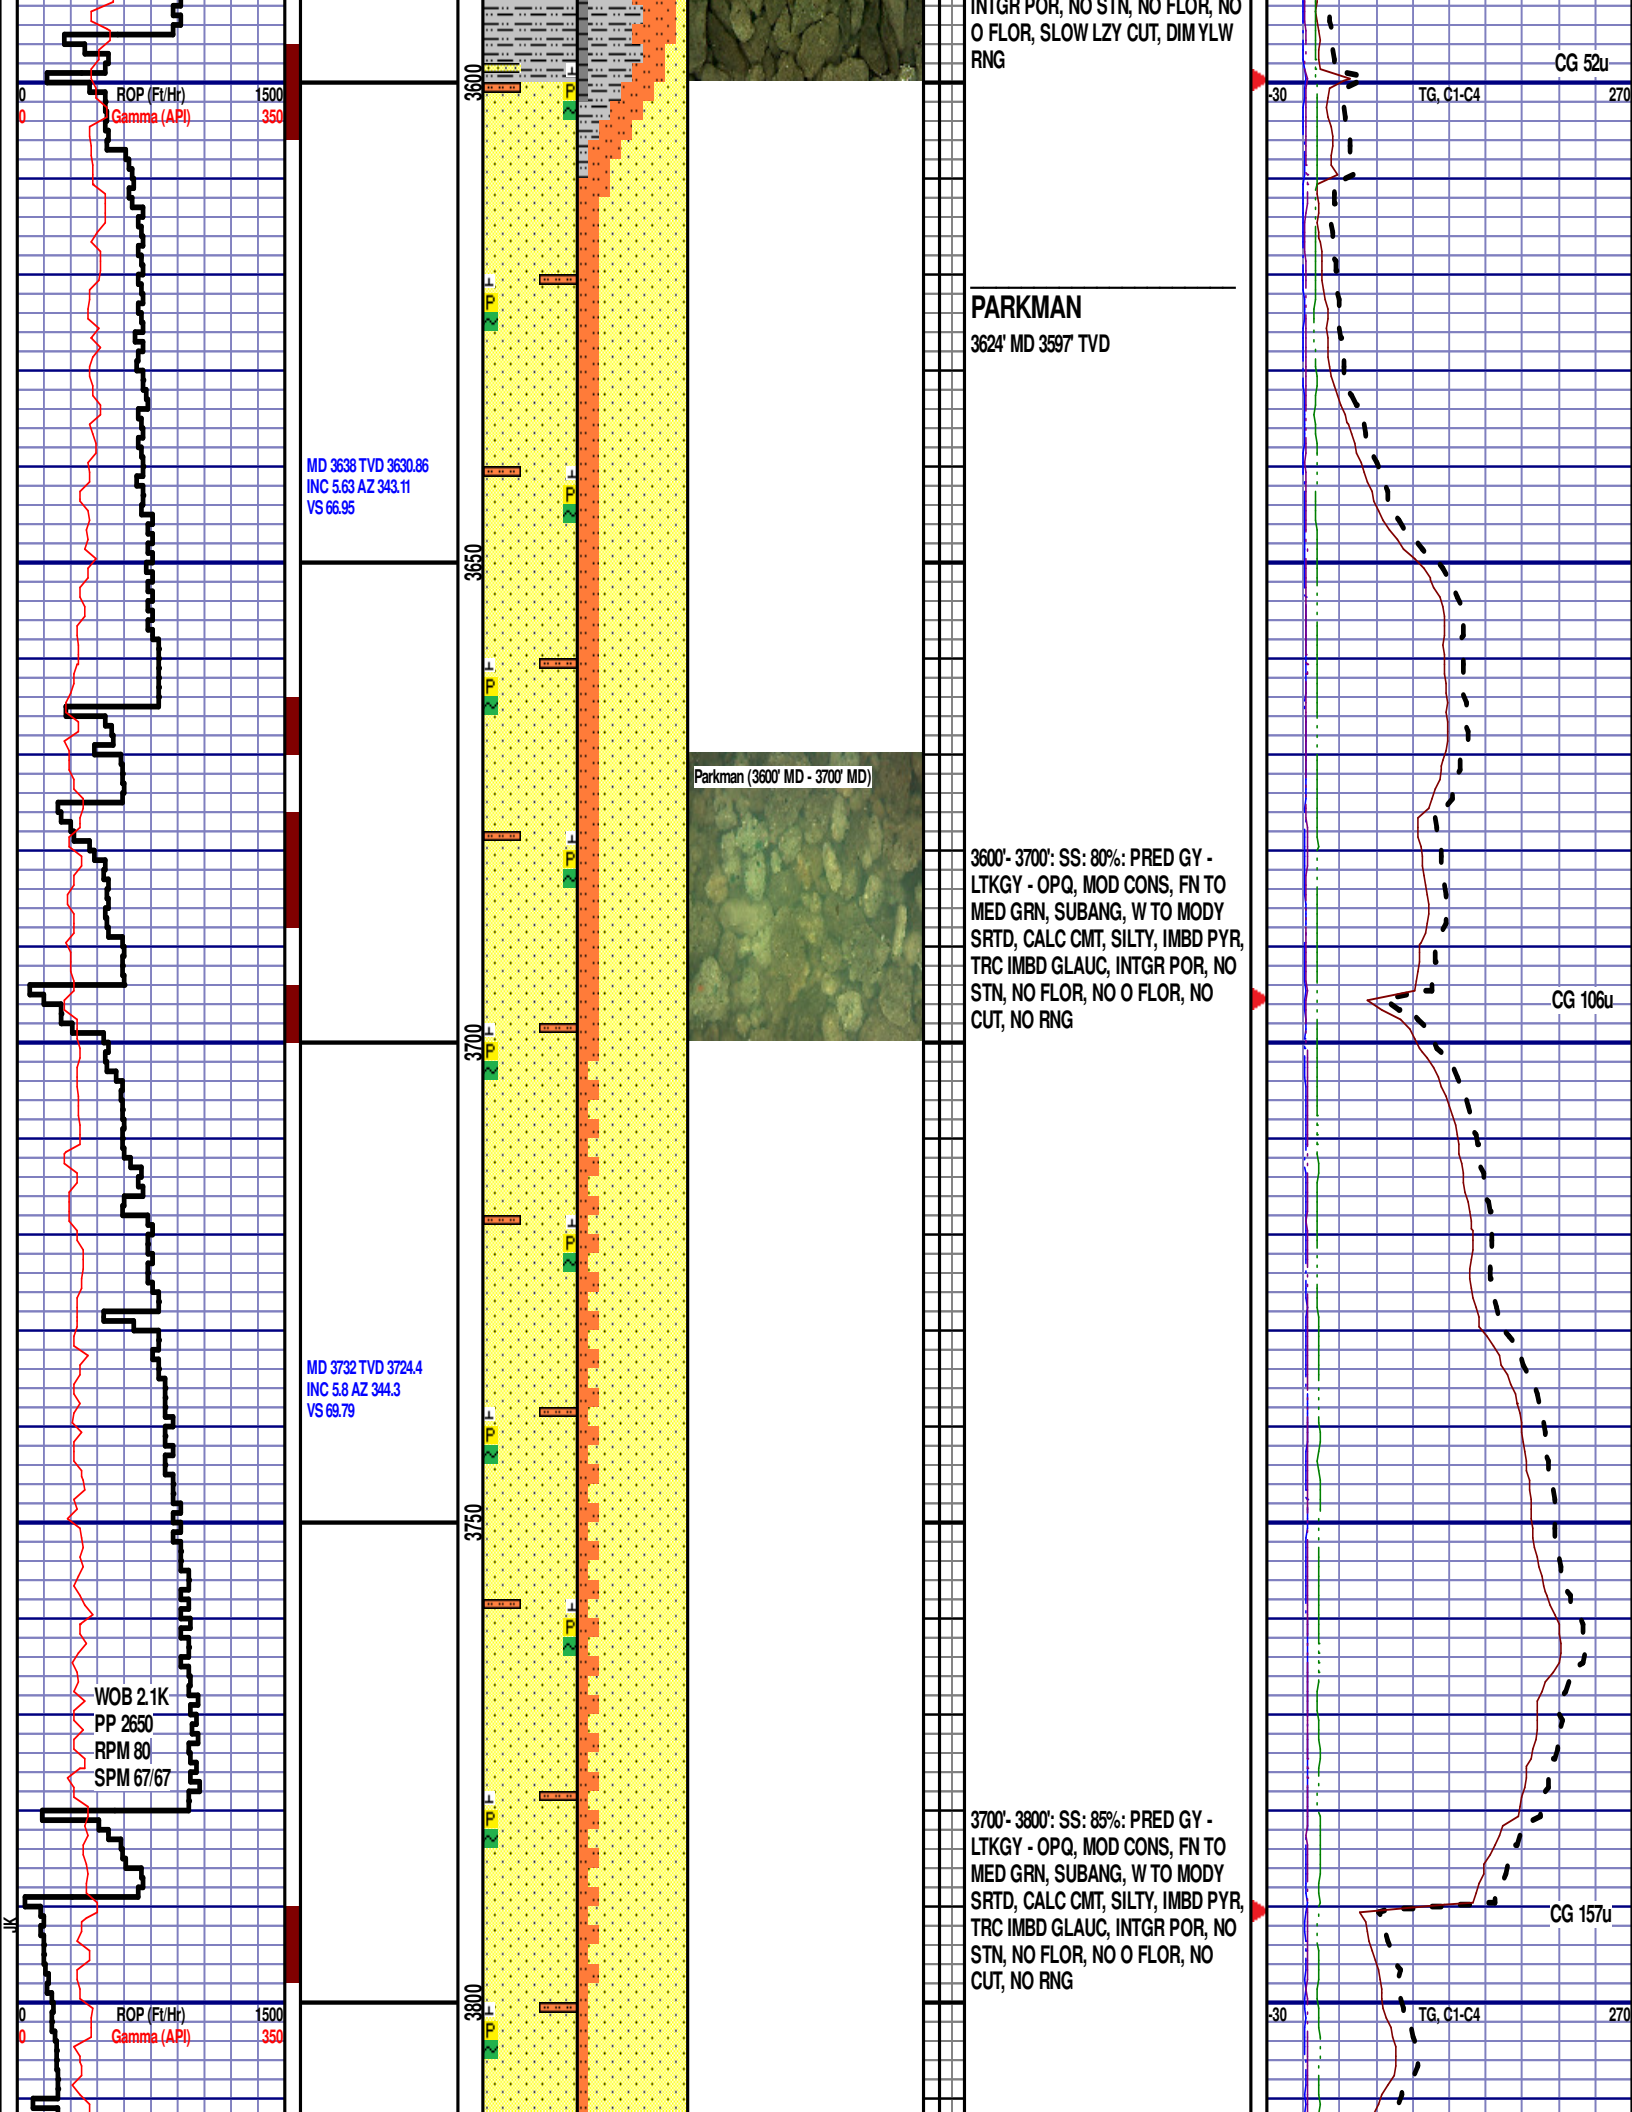 INTGR POR, NO STN, NO FLOR, NO
O FLOR, SLOW LZY CUT, DIM YLW
RNG
CG 52u
0 ROP (Ft/Hr) 1500
0 Gamma (API) 350
3600
P
-30 TG, C1-C4 270
PARKMAN
3624' MD 3597' TVD
P
MD 3638 TVD 3630.86
INC 5.63 AZ 343.11
VS 66.95
P
3650
P
Parkman (3600' MD - 3700' MD)
P
3600'- 3700': SS: 80%: PRED GY -
LTKGY - OPQ, MOD CONS, FN TO
MED GRN, SUBANG, W TO MODY
SRTD, CALC CMT, SILTY, IMBD PYR,
TRC IMBD GLAUC, INTGR POR, NO
STN, NO FLOR, NO O FLOR, NO
CUT, NO RNG
CG 106u
3700
P
P
MD 3732 TVD 3724.4
INC 5.8 AZ 344.3
VS 69.79
P
3750
P
WOB 2.1K
PP 2650
RPM 80
SPM 67/67
P
3700'- 3800': SS: 85%: PRED GY -
LTKGY - OPQ, MOD CONS, FN TO
MED GRN, SUBANG, W TO MODY
SRTD, CALC CMT, SILTY, IMBD PYR,
TRC IMBD GLAUC, INTGR POR, NO
STN, NO FLOR, NO O FLOR, NO
CUT, NO RNG
CG 157u
JK
3800
0 ROP (Ft/Hr) 1500
0 Gamma (API) 350
P
-30 TG, C1-C4 270